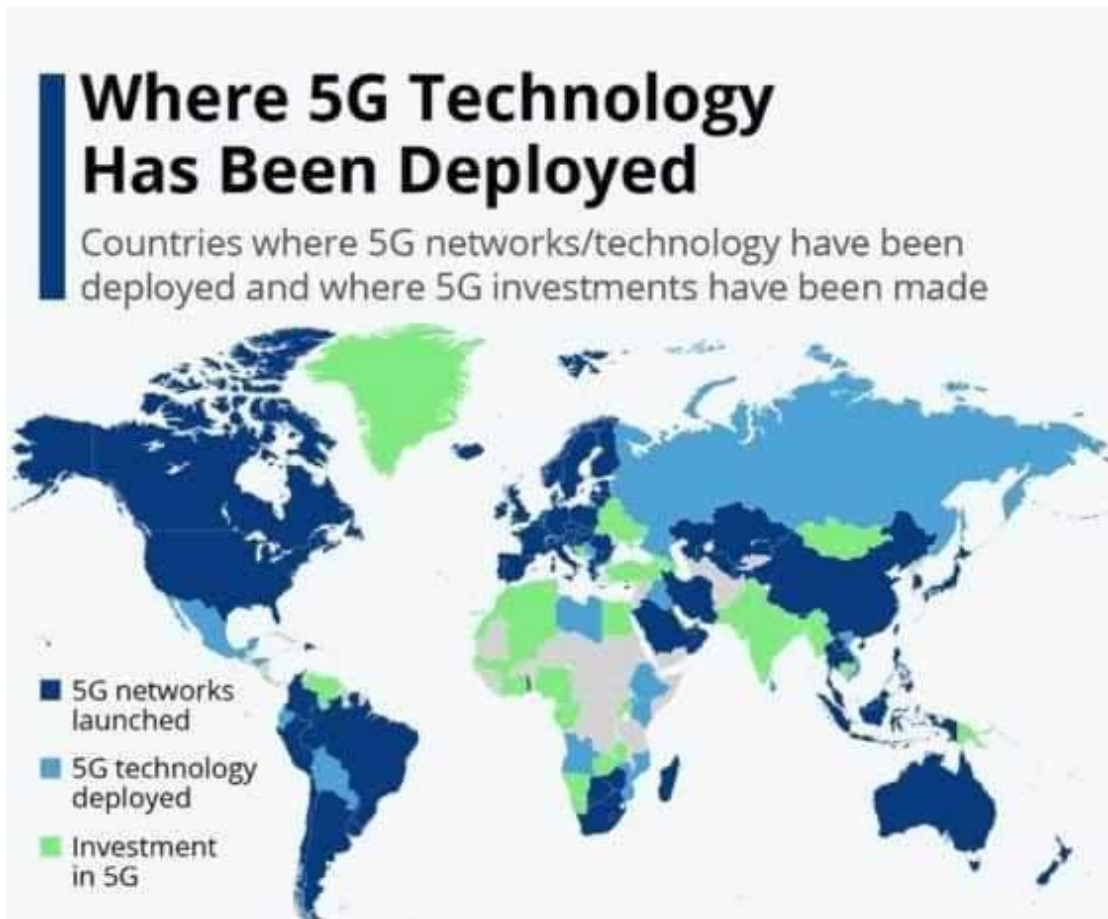 Where 5G Technology
Has Been Deployed
Countries where 5G networks/technology have been
deployed and where 5G investments have been made
5G networks
launched
5G technology
deployed
Investment
in 5G